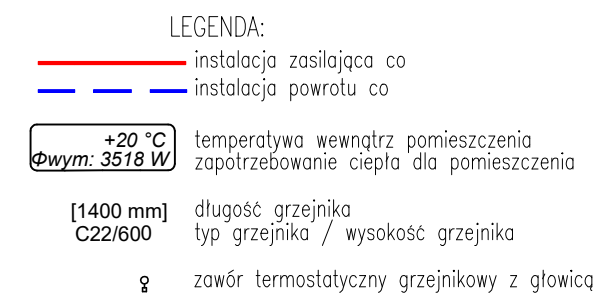 LEGENDA:
instalacja zasilająca co
instalacja powrotu co
+20 °C temperatywa wewnątrz pomieszczenia
Φwym: 3518 W zapotrzebowanie ciepła dla pomieszczenia
[1400 mm] długość grzejnika
C22/600 typ grzejnika / wysokość grzejnika
zawór termostatyczny grzejnikowy z głowicą